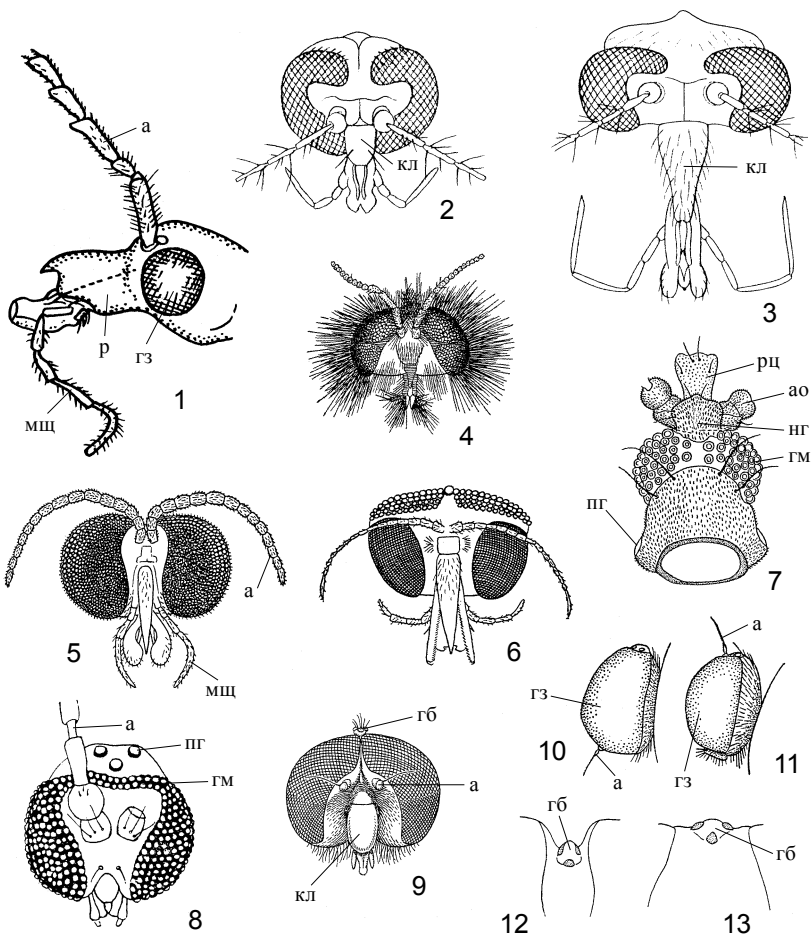 а
р
гз
мщ
1
кл
2
кл
3
4
рц
ао
нг
гм
пг
7
а
мщ
5
6
а
гз
а
10
гз
11
а
пг
гм
8
гб
а
кл
9
гб
12
гб
13